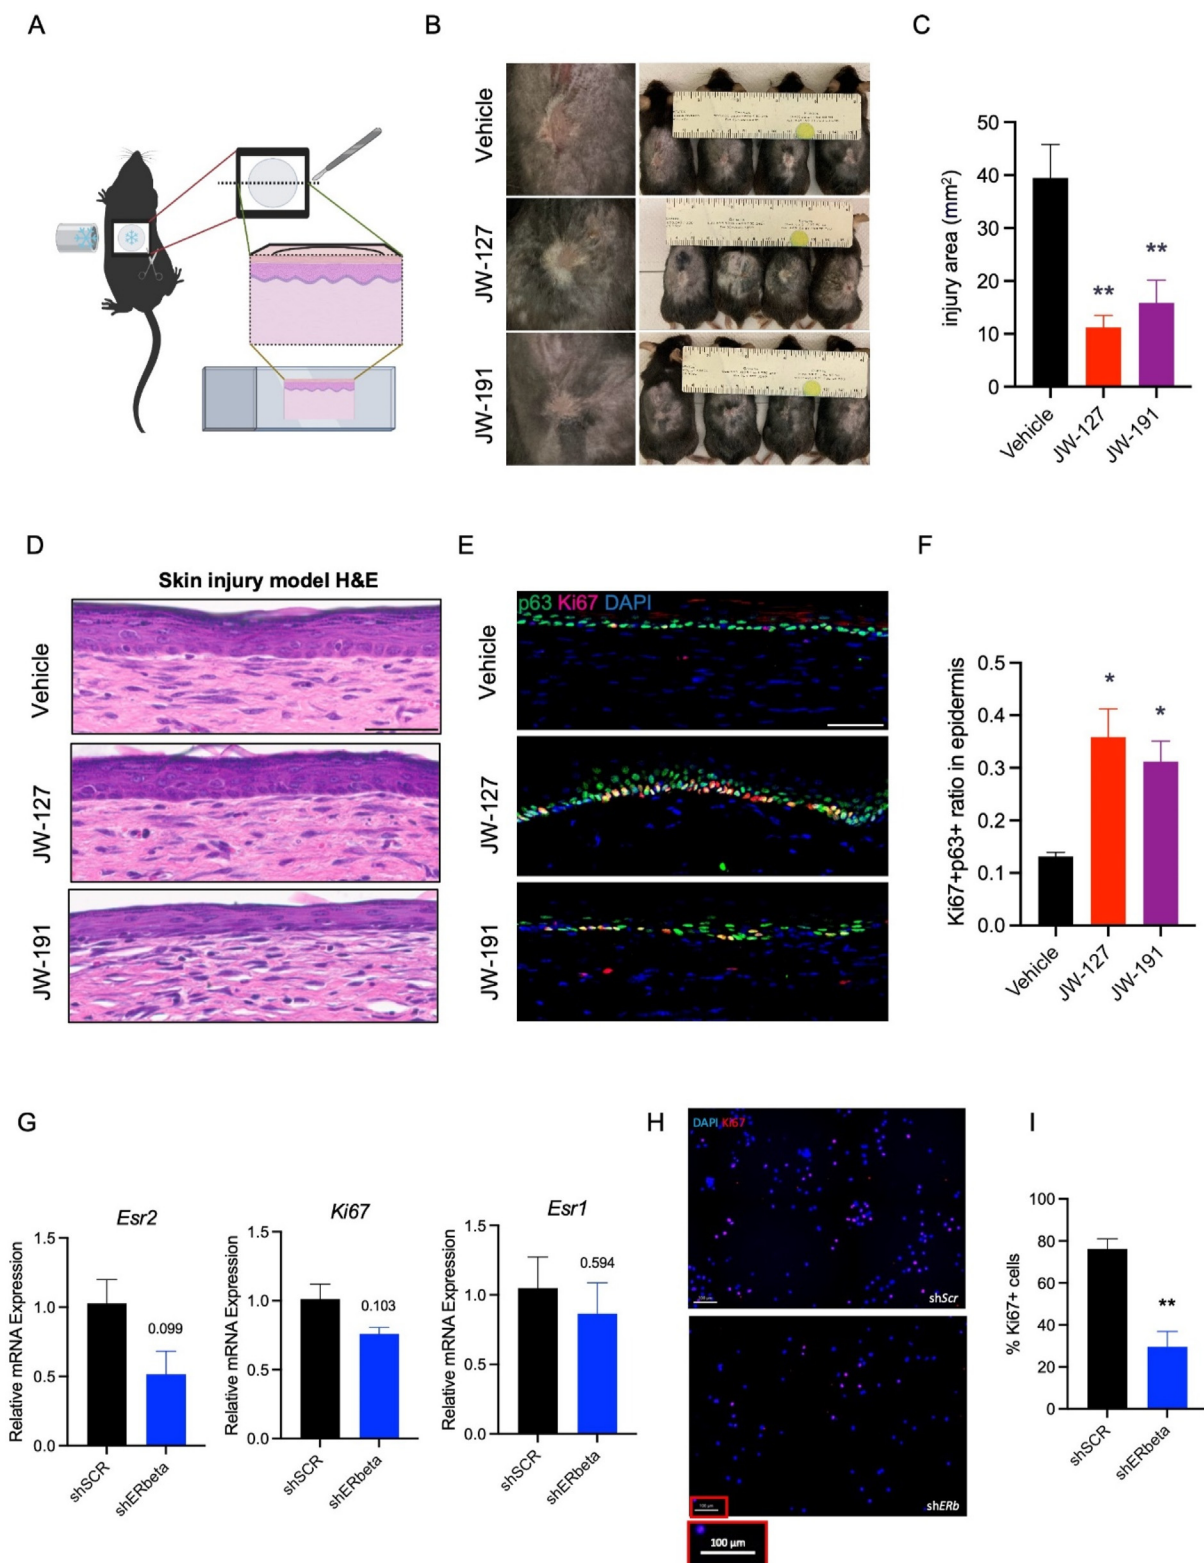 A
B
C
Vehicle
JW-127
JW-191
injury area (mm²)
50
40
30
20
10
0
**
**
Vehicle
JW-127
JW-191
D
E
F
Skin injury model H&E
Vehicle
JW-127
JW-191
p63 Ki67 DAPI
Vehicle
JW-127
JW-191
Ki67+p63+ ratio in epidermis
0.5
0.4
0.3
0.2
0.1
0.0
*
*
Vehicle
JW-127
JW-191
G
H
I
Esr2
Relative mRNA Expression
1.5
1.0
0.5
0.0
0.099
shSCR
shERbeta
Ki67
Relative mRNA Expression
1.5
1.0
0.5
0.0
0.103
shSCR
shERbeta
Esr1
Relative mRNA Expression
1.5
1.0
0.5
0.0
0.594
shSCR
shERbeta
DAPI Ki67
shScr
100 µm
shERb
100 µm
% Ki67+ cells
100
80
60
40
20
0
**
shSCR
shERbeta